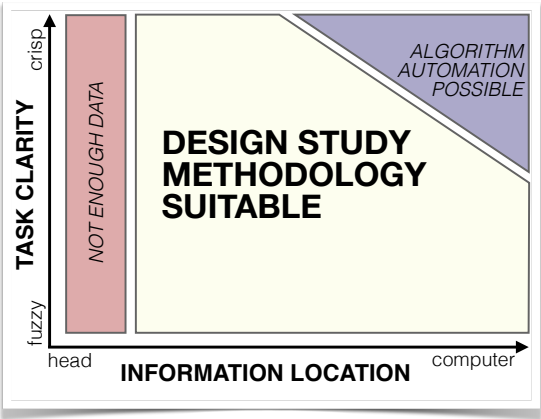 crisp
TASK CLARITY
fuzzy
NOT ENOUGH DATA
DESIGN STUDY
METHODOLOGY
SUITABLE
ALGORITHM
AUTOMATION
POSSIBLE
head
INFORMATION LOCATION
computer